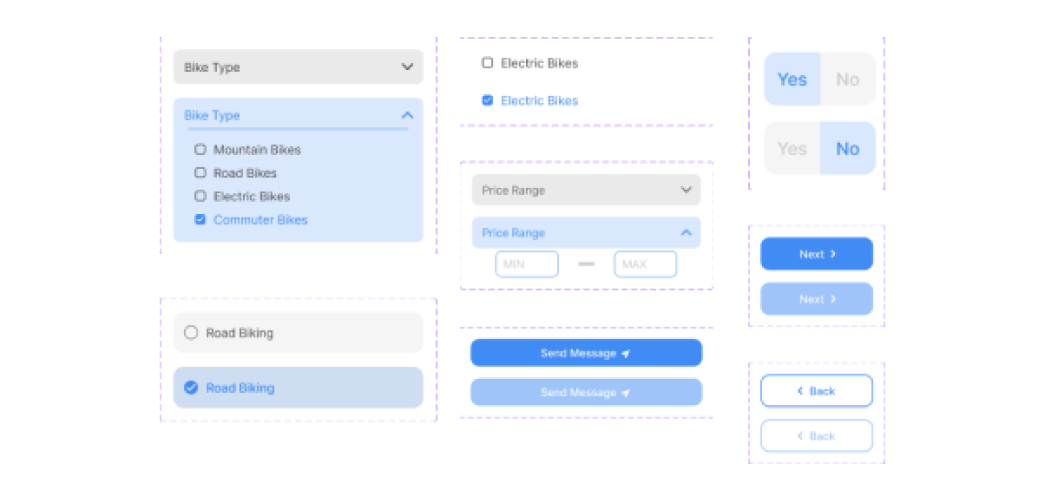 Bike Type
Bike Type
Mountain Bikes
Road Bikes
Electric Bikes
Commuter Bikes
Road Biking
Road Biking
Electric Bikes
Electric Bikes
Price Range
Price Range
MIN MAX
Send Message
Send Message
Yes No
Yes No
Next
Next
Back
Back